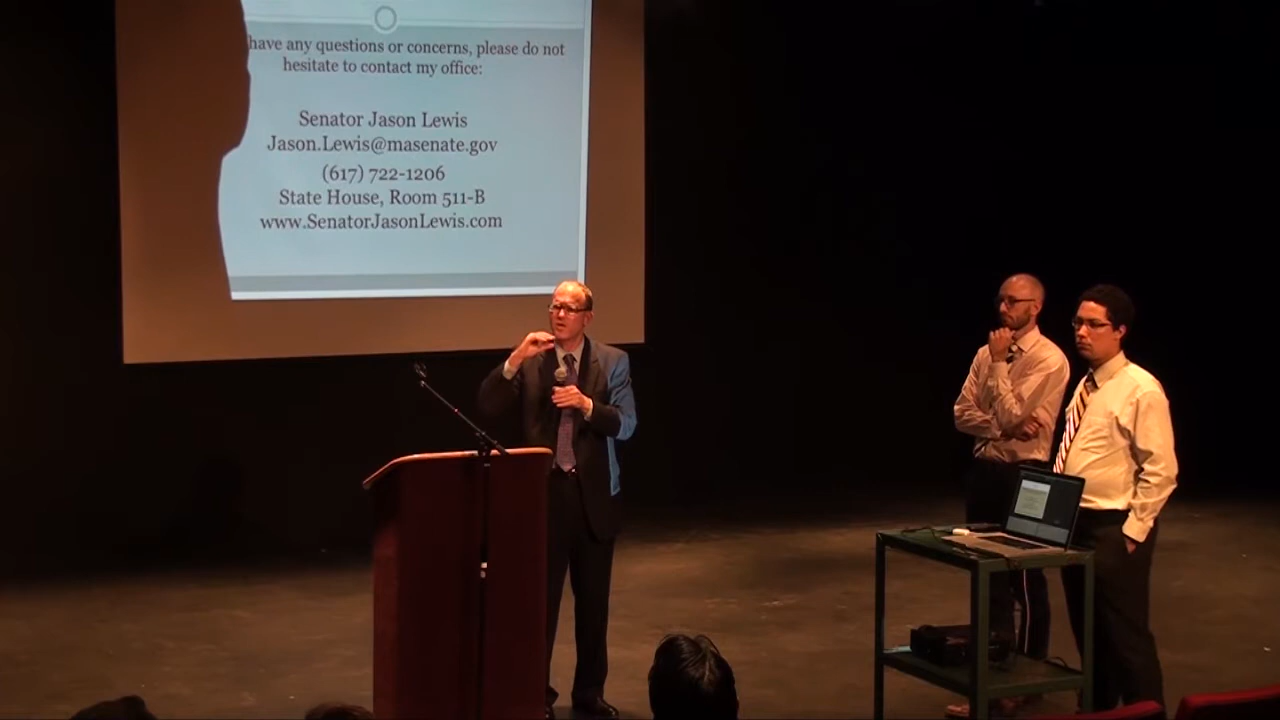 have any questions or concerns, please do not
hesitate to contact my office:
Senator Jason Lewis
Jason.Lewis@masenate.gov
(617) 722-1206
State House, Room 511-B
www.SenatorJasonLewis.com